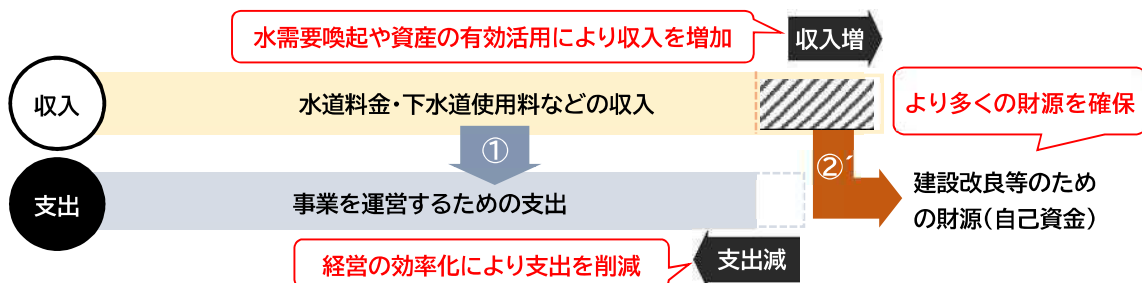 水需要喚起や資産の有効活用により収入を増加
収入増
収入
水道料金・下水道使用料などの収入
より多くの財源を確保
①
②´
支出
事業を運営するための支出
建設改良等のため
の財源(自己資金)
経営の効率化により支出を削減
支出減